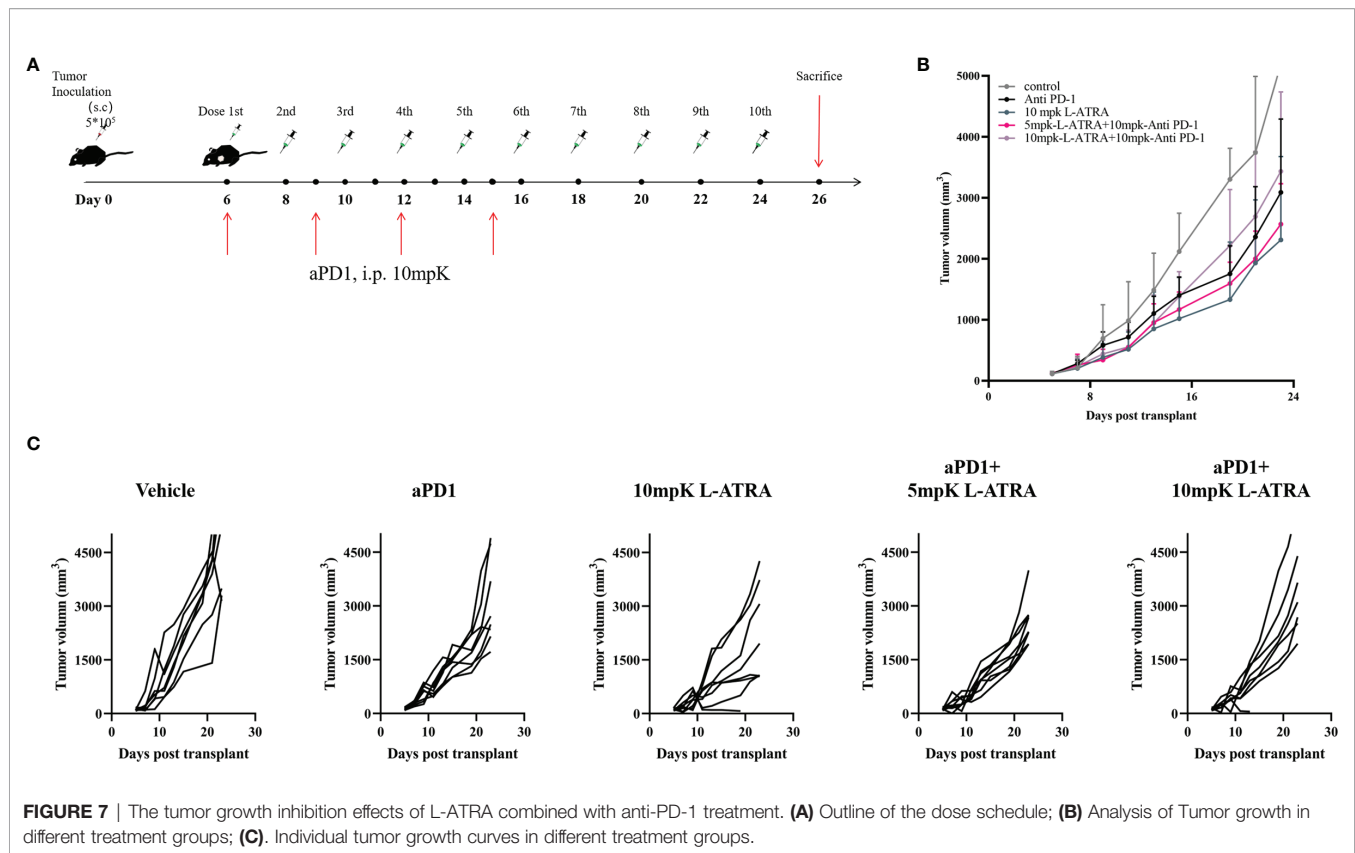 A
Tumor
Inoculation
(s.c)
5*10⁵
Dose 1st 2nd 3rd 4th 5th 6th 7th 8th 9th 10th
Sacrifice
Day 0 6 8 10 12 14 16 18 20 22 24 26
aPD1, i.p. 10mpK
B
control
Anti PD-1
10 mpk L-ATRA
5mpk-L-ATRA+10mpk-Anti PD-1
10mpk-L-ATRA+10mpk-Anti PD-1
Tumor volumn (mm³)
5000
4000
3000
2000
1000
0
0 8 16 24
Days post transplant
C
Vehicle
Tumor volumn (mm³)
4500
3000
1500
0
0 10 20 30
Days post transplant
aPD1
Tumor volumn (mm³)
4500
3000
1500
0
0 10 20 30
Days post transplant
10mpK L-ATRA
Tumor volumn (mm³)
4500
3000
1500
0
0 10 20 30
Days post transplant
aPD1+
5mpK L-ATRA
Tumor volumn (mm³)
4500
3000
1500
0
0 10 20 30
Days post transplant
aPD1+
10mpK L-ATRA
Tumor volumn (mm³)
4500
3000
1500
0
0 10 20 30
Days post transplant
FIGURE 7 | The tumor growth inhibition effects of L-ATRA combined with anti-PD-1 treatment. (A) Outline of the dose schedule; (B) Analysis of Tumor growth in
different treatment groups; (C). Individual tumor growth curves in different treatment groups.